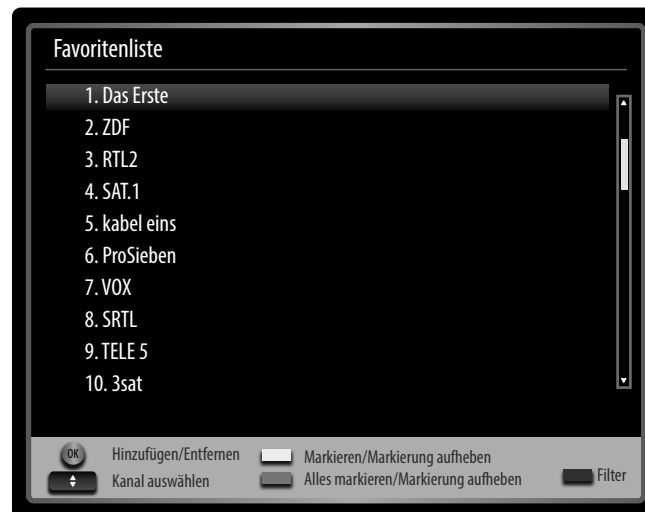 Favoritenliste
1. Das Erste
2. ZDF
3. RTL2
4. SAT.1
5. kabel eins
6. ProSieben
7. VOX
8. SRTL
9. TELE 5
10. 3sat
OK Hinzufügen/Entfernen Markieren/Markierung aufheben
Kanal auswählen Alles markieren/Markierung aufheben Filter